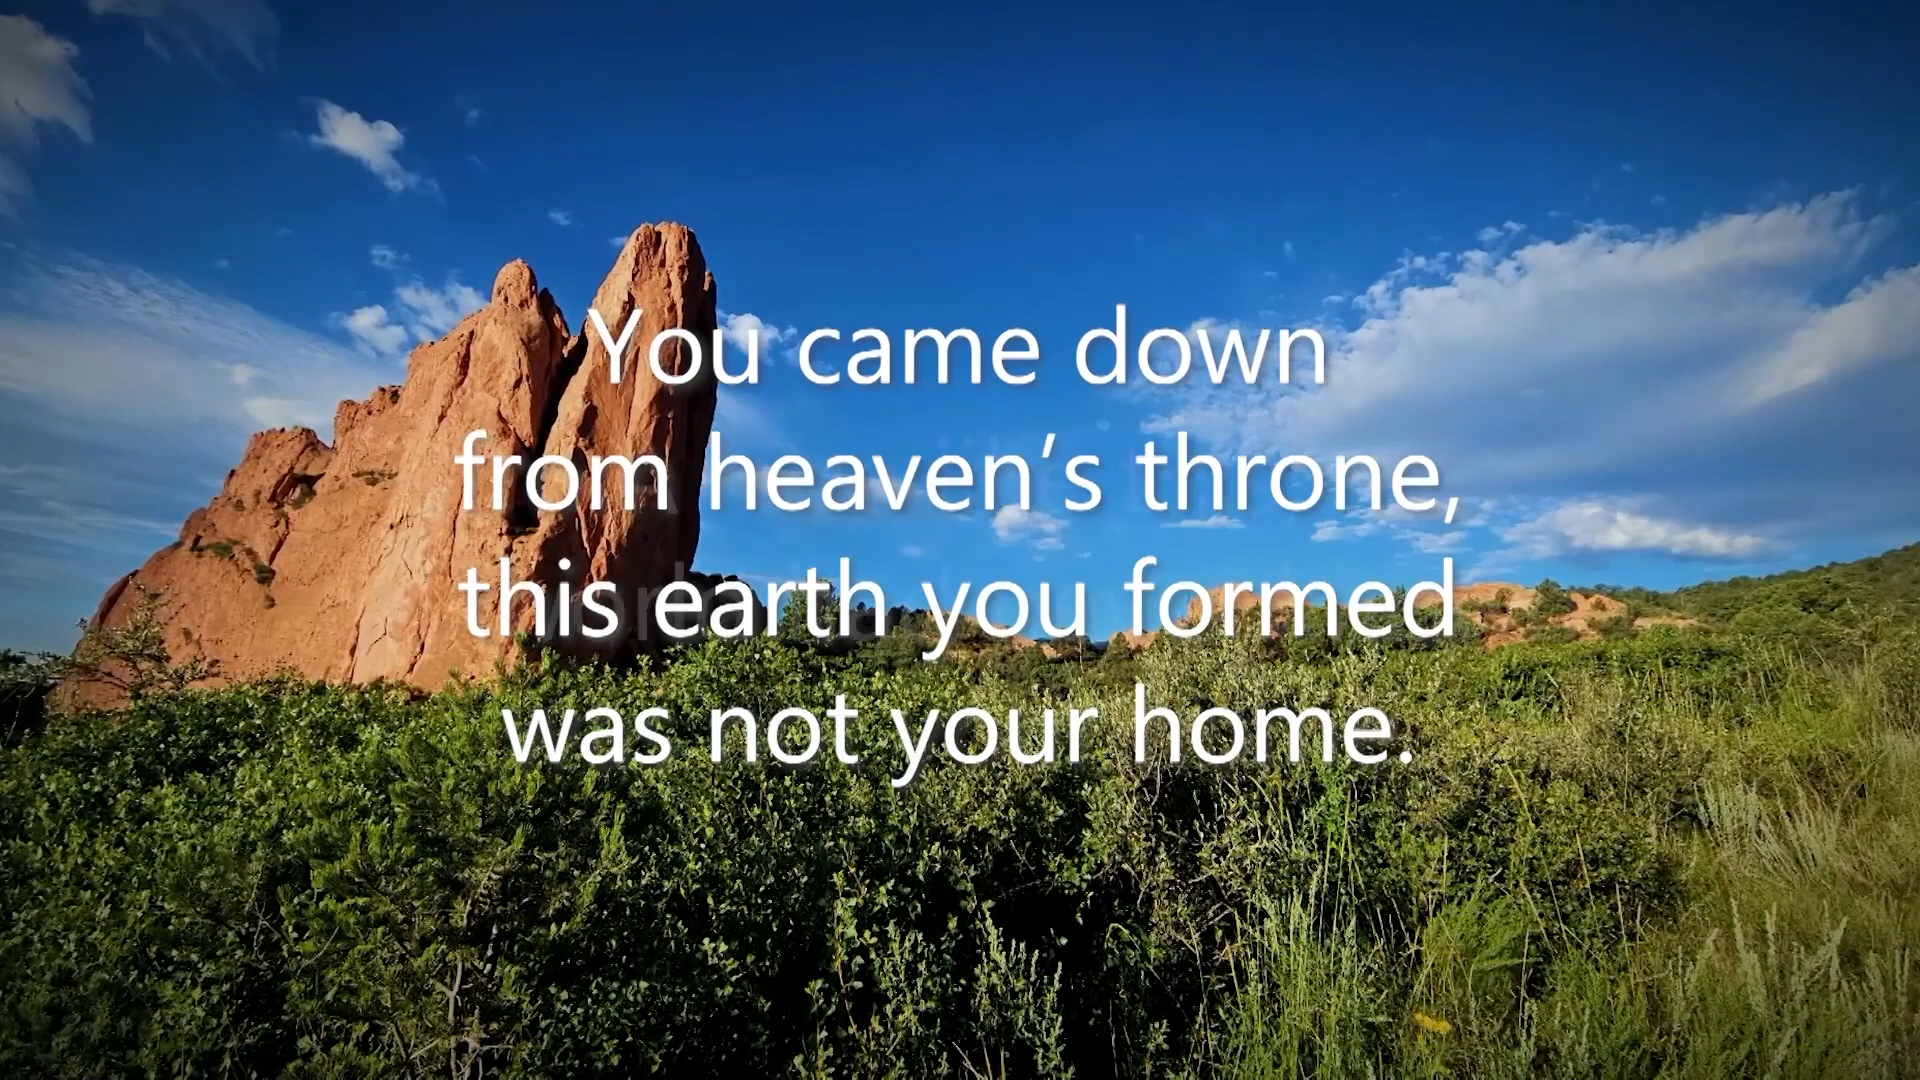 You came down
from heaven’s throne,
this earth you formed
was not your home.